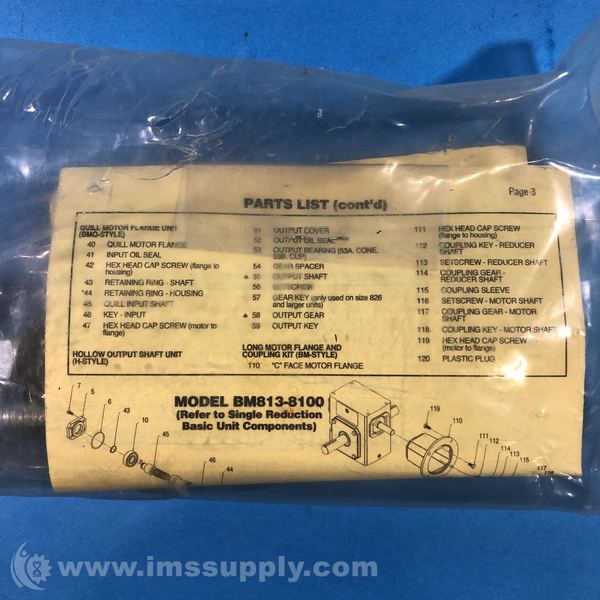 PARTS LIST (cont'd)
Page 8
QUILL MOTOR FLANGE UNIT
(BMQ-STYLE)
40 QUILL MOTOR FLANGE
41 INPUT OIL SEAL
42 HEX HEAD CAP SCREW (flange to
housing)
43 RETAINING RING - SHAFT
*44 RETAINING RING - HOUSING
45 QUILL INPUT SHAFT
46 KEY - INPUT
47 HEX HEAD CAP SCREW (motor to
flange)
HOLLOW OUTPUT SHAFT UNIT
(H-STYLE)
51 OUTPUT COVER
52 OUTPUT OIL SEAL
53 OUTPUT BEARING (53A, CONE,
53B, CUP)
54 GEAR SPACER
55 OUTPUT SHAFT
56 SETSCREW
57 GEAR KEY (only used on size 826
and larger units)
58 OUTPUT GEAR
59 OUTPUT KEY
LONG MOTOR FLANGE AND
COUPLING KIT (BM-STYLE)
110 "C" FACE MOTOR FLANGE
111 HEX HEAD CAP SCREW
(flange to housing)
112 COUPLING KEY - REDUCER
SHAFT
113 SETSCREW - REDUCER SHAFT
114 COUPLING GEAR -
REDUCER SHAFT
115 COUPLING SLEEVE
116 SETSCREW - MOTOR SHAFT
117 COUPLING GEAR - MOTOR
SHAFT
118 COUPLING KEY - MOTOR SHAFT
119 HEX HEAD CAP SCREW
(motor to flange)
120 PLASTIC PLUG
MODEL BM813-8100
(Refer to Single Reduction
Basic Unit Components)
7
5
6
43
10
45
46
44
119
110
111
112
113
114
115
117
116
© www.imssupply.com